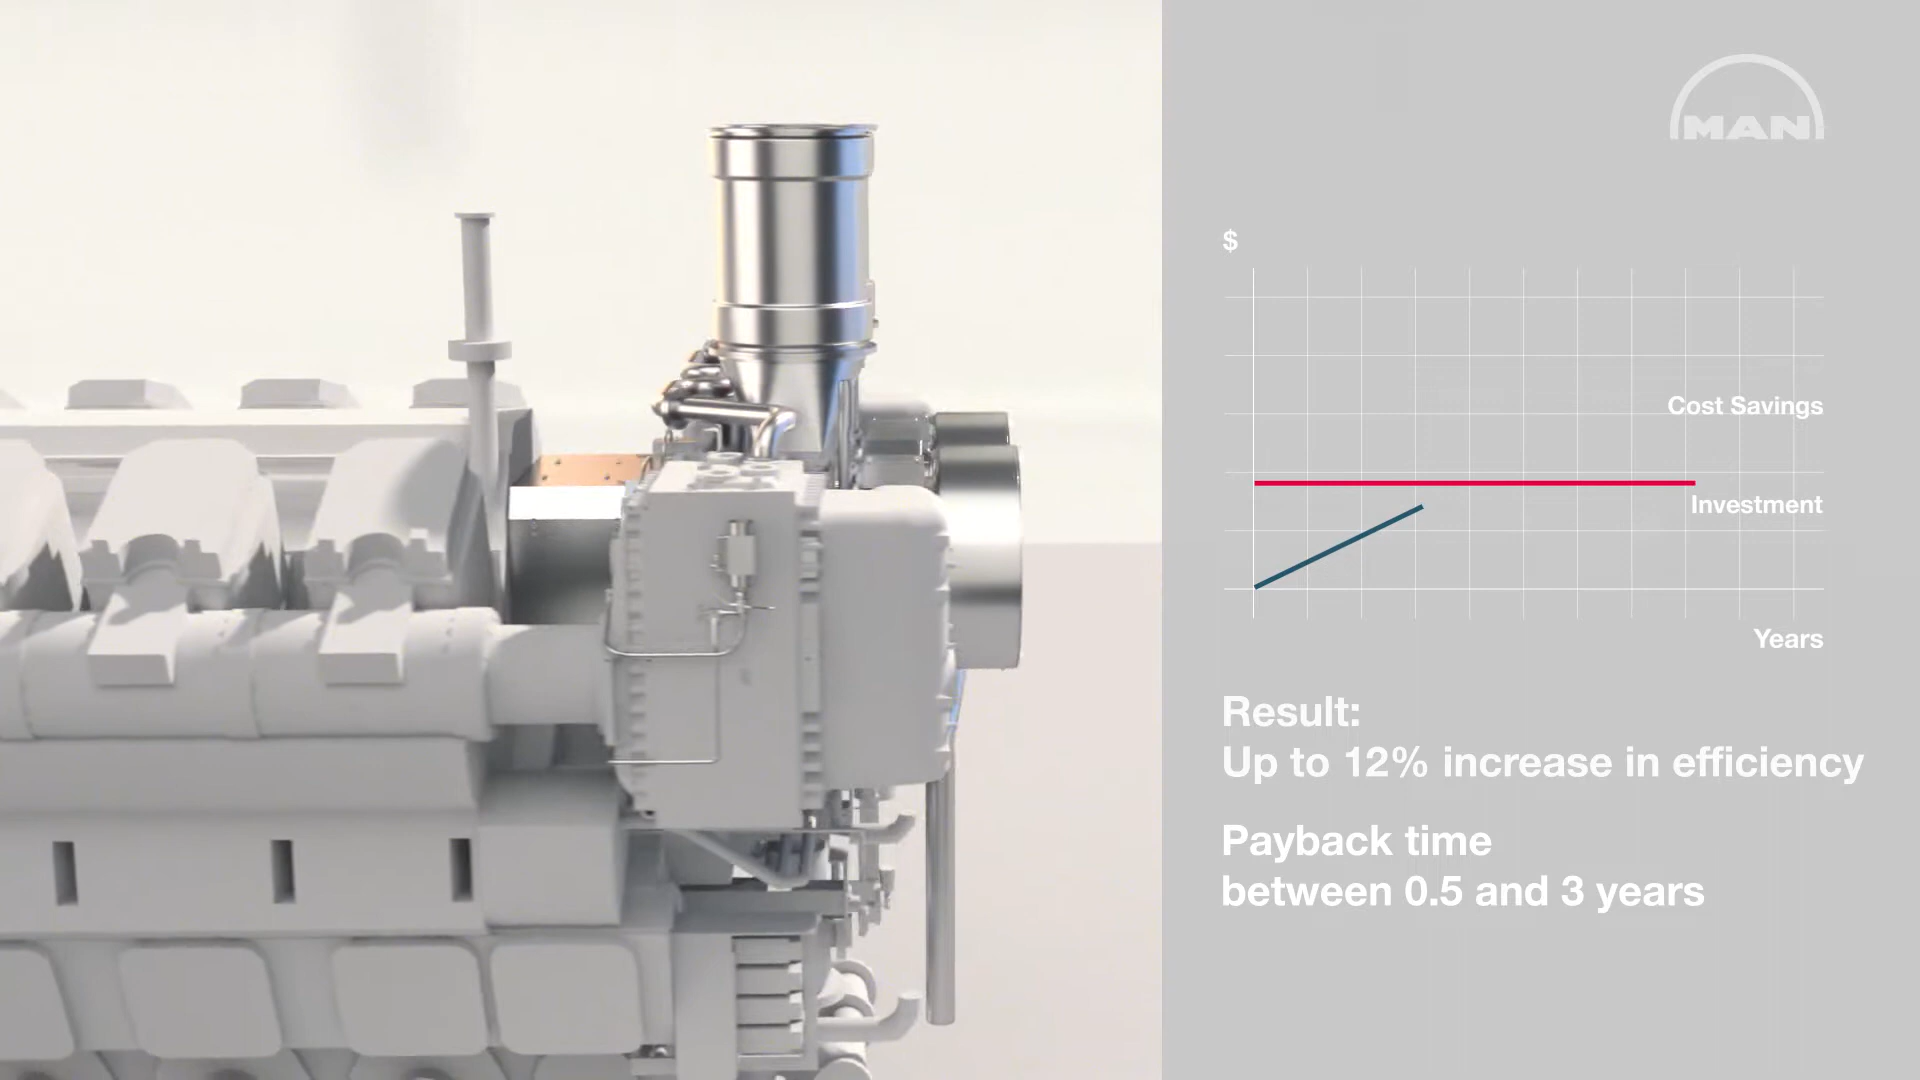 MAN
$
Cost Savings
Investment
Years
Result:
Up to 12% increase in efficiency
Payback time
between 0.5 and 3 years